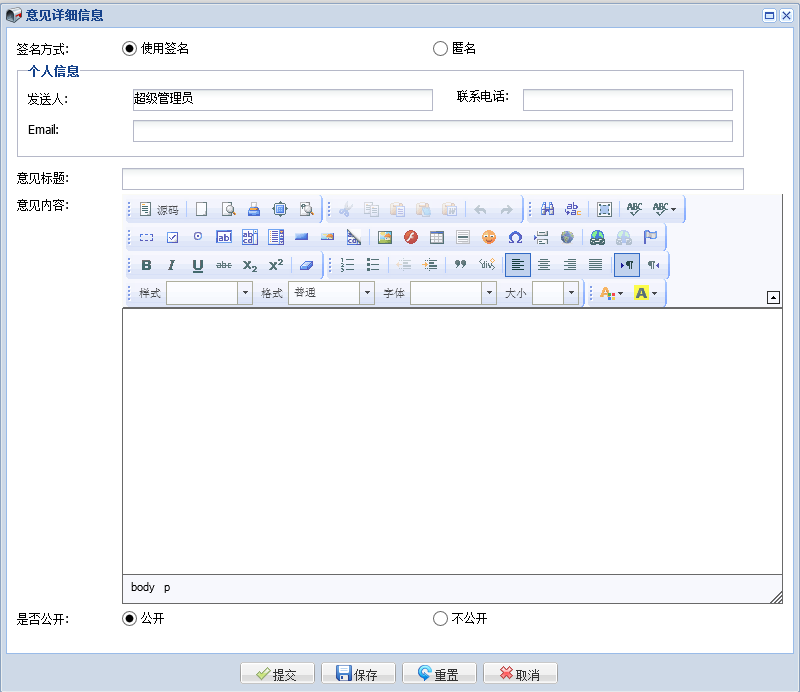 意见详细信息
签名方式: 使用签名 匿名
个人信息
发送人: 超级管理员 联系电话:
Email:
意见标题:
意见内容:
源码
B I U abc X₂ X²
样式 格式 普通 字体 大小
body p
是否公开: 公开 不公开
提交 保存 重置 取消